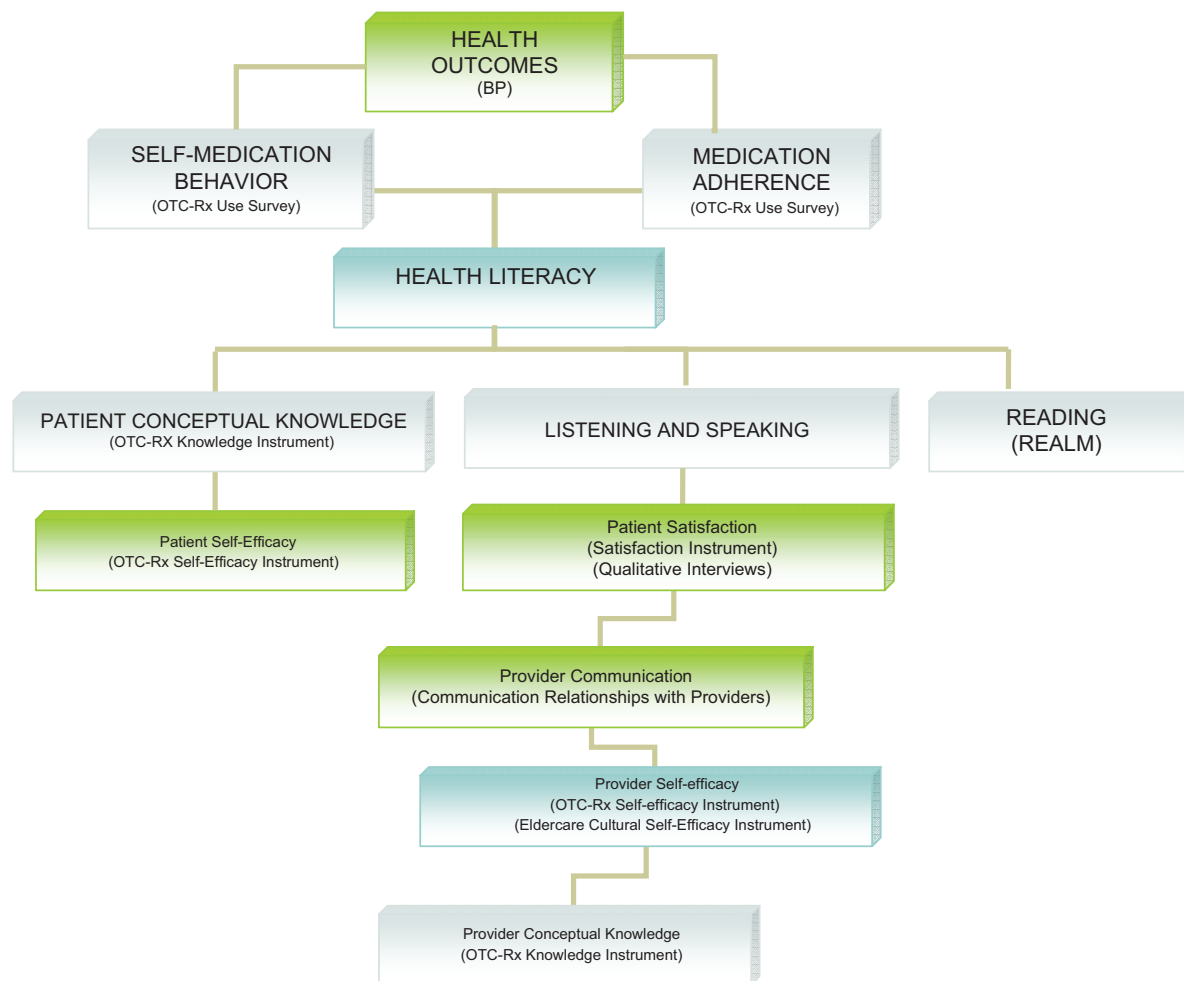 HEALTH
OUTCOMES
(BP)
SELF-MEDICATION
BEHAVIOR
(OTC-Rx Use Survey)
MEDICATION
ADHERENCE
(OTC-Rx Use Survey)
HEALTH LITERACY
PATIENT CONCEPTUAL KNOWLEDGE
(OTC-RX Knowledge Instrument)
LISTENING AND SPEAKING
READING
(REALM)
Patient Self-Efficacy
(OTC-Rx Self-Efficacy Instrument)
Patient Satisfaction
(Satisfaction Instrument)
(Qualitative Interviews)
Provider Communication
(Communication Relationships with Providers)
Provider Self-efficacy
(OTC-Rx Self-efficacy Instrument)
(Eldercare Cultural Self-Efficacy Instrument)
Provider Conceptual Knowledge
(OTC-Rx Knowledge Instrument)